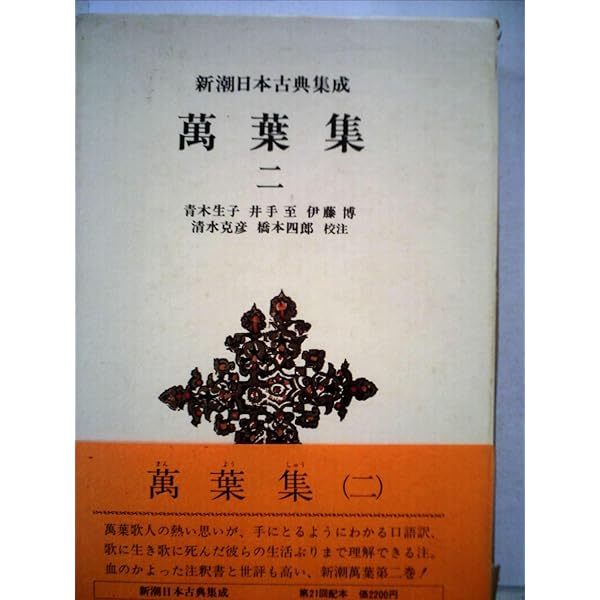 新潮日本古典集成
萬葉集
二
青木生子 井手至 伊藤博
清水克彦 橋本四郎 校注
まん よう しゅう
萬葉集(二)
萬葉歌人の熱い思いが、手にとるようにわかる口語訳、
歌に生き歌に死んだ彼らの生活ぶりまで理解できる注。
血のかよった注釈書と世評も高い、新潮萬葉第二巻!
新潮日本古典集成 第21回配本 価2200円